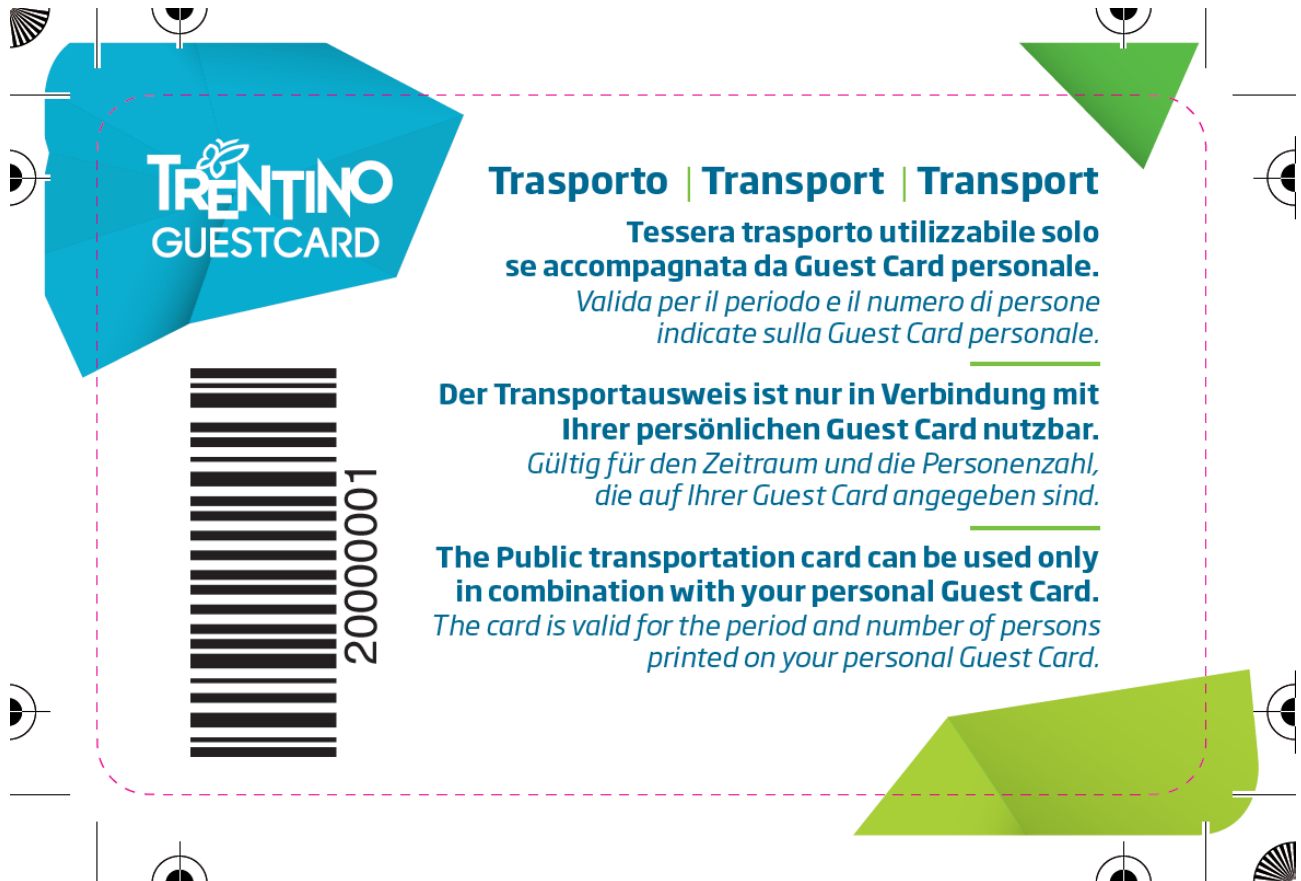 TRENTINO
GUESTCARD
Trasporto | Transport | Transport
Tessera trasporto utilizzabile solo
se accompagnata da Guest Card personale.
Valida per il periodo e il numero di persone
indicate sulla Guest Card personale.
Der Transportausweis ist nur in Verbindung mit
Ihrer persönlichen Guest Card nutzbar.
Gültig für den Zeitraum und die Personenzahl,
die auf Ihrer Guest Card angegeben sind.
The Public transportation card can be used only
in combination with your personal Guest Card.
The card is valid for the period and number of persons
printed on your personal Guest Card.
20000001